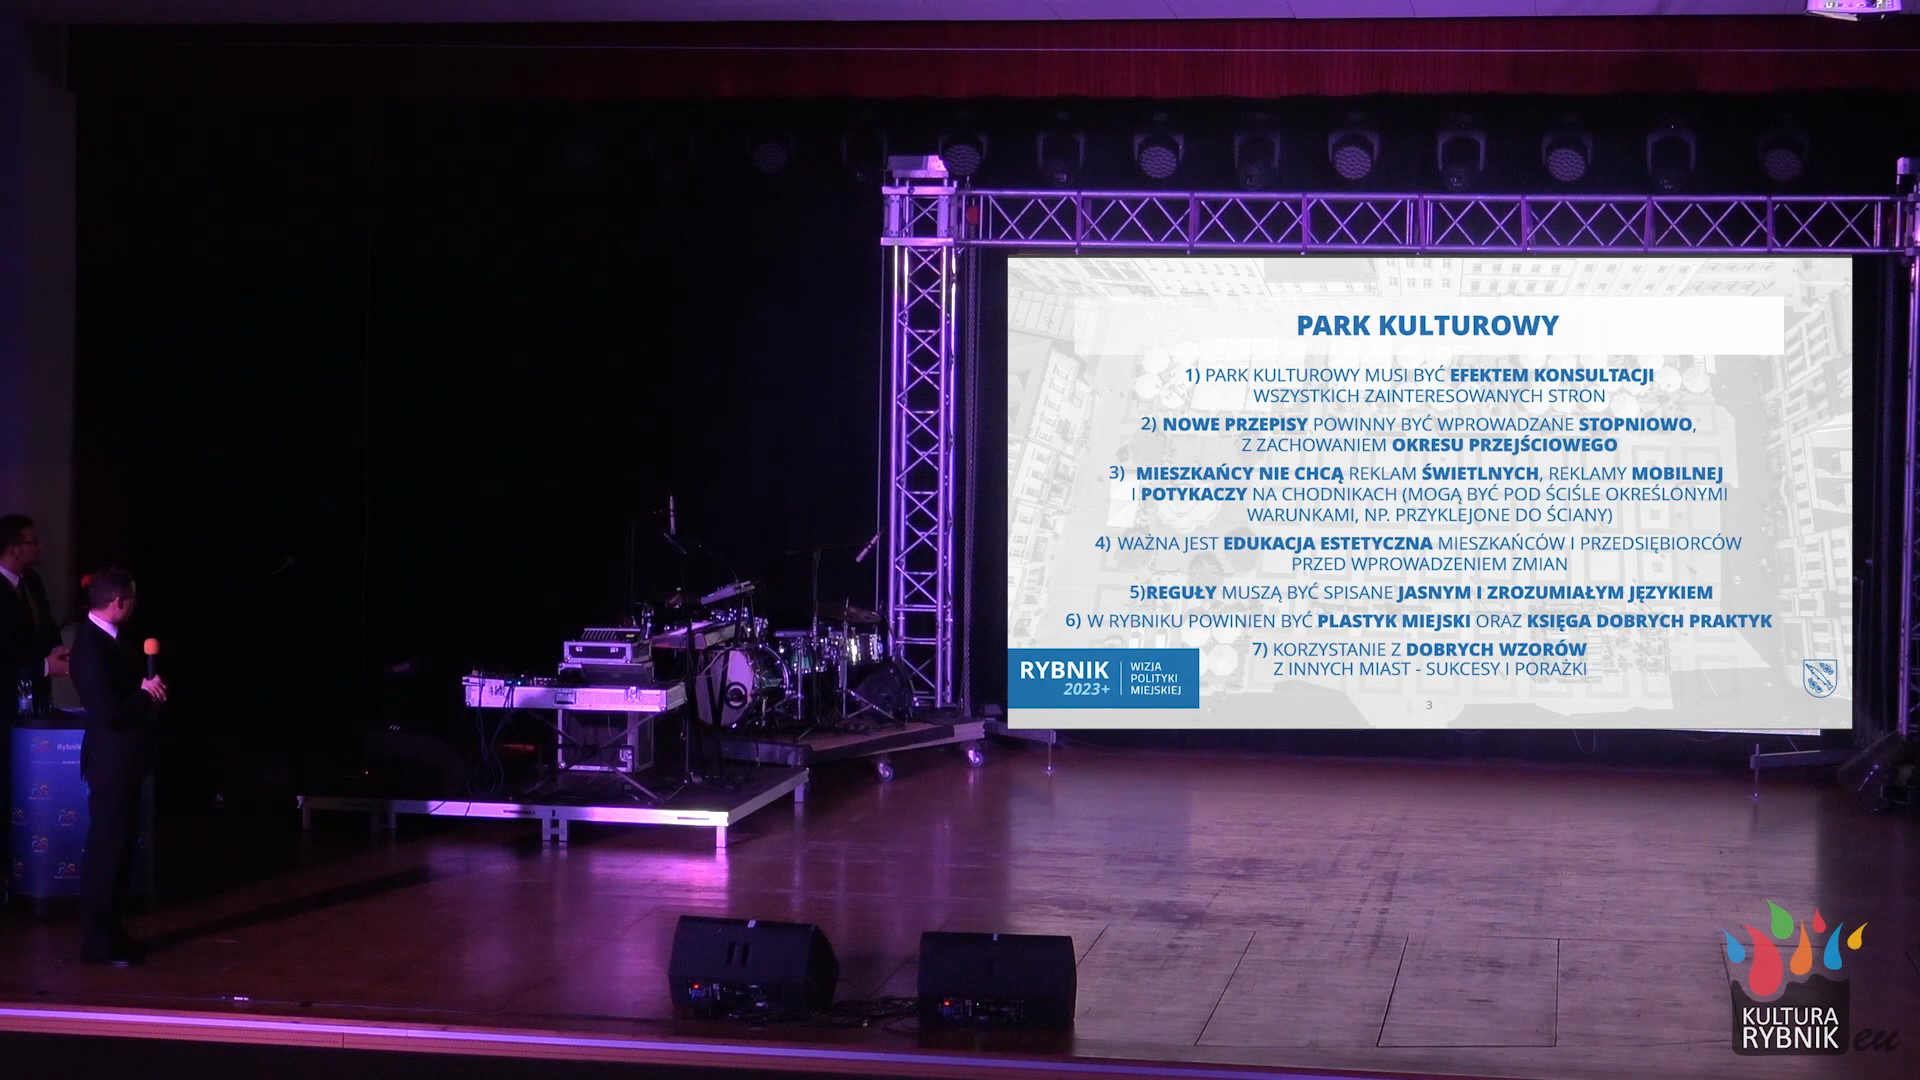 PARK KULTUROWY
1) PARK KULTUROWY MUSI BYĆ EFEKTEM KONSULTACJI
WSZYSTKICH ZAINTERESOWANYCH STRON
2) NOWE PRZEPISY POWINNY BYĆ WPROWADZANE STOPNIOWO,
Z ZACHOWANIEM OKRESU PRZEJŚCIOWEGO
3) MIESZKAŃCY NIE CHCĄ REKLAM ŚWIETLNYCH, REKLAMY MOBILNEJ
I POTYKACZY NA CHODNIKACH (MOGĄ BYĆ POD ŚCIŚLE OKREŚLONYMI
WARUNKAMI, NP. PRZYKLEJONE DO ŚCIANY)
4) WAŻNA JEST EDUKACJA ESTETYCZNA MIESZKAŃCÓW I PRZEDSIĘBIORCÓW
PRZED WPROWADZENIEM ZMIAN
5)REGUŁY MUSZĄ BYĆ SPISANE JASNYM I ZROZUMIAŁYM JĘZYKIEM
6) W RYBNIKU POWINIEN BYĆ PLASTYK MIEJSKI ORAZ KSIĘGA DOBRYCH PRAKTYK
7) KORZYSTANIE Z DOBRYCH WZORÓW
Z INNYCH MIAST - SUKCESY I PORAŻKI
RYBNIK
2023+
WIZJA
POLITYKI
MIEJSKIEJ
3
Rybnik
KULTURA
RYBNIK eu